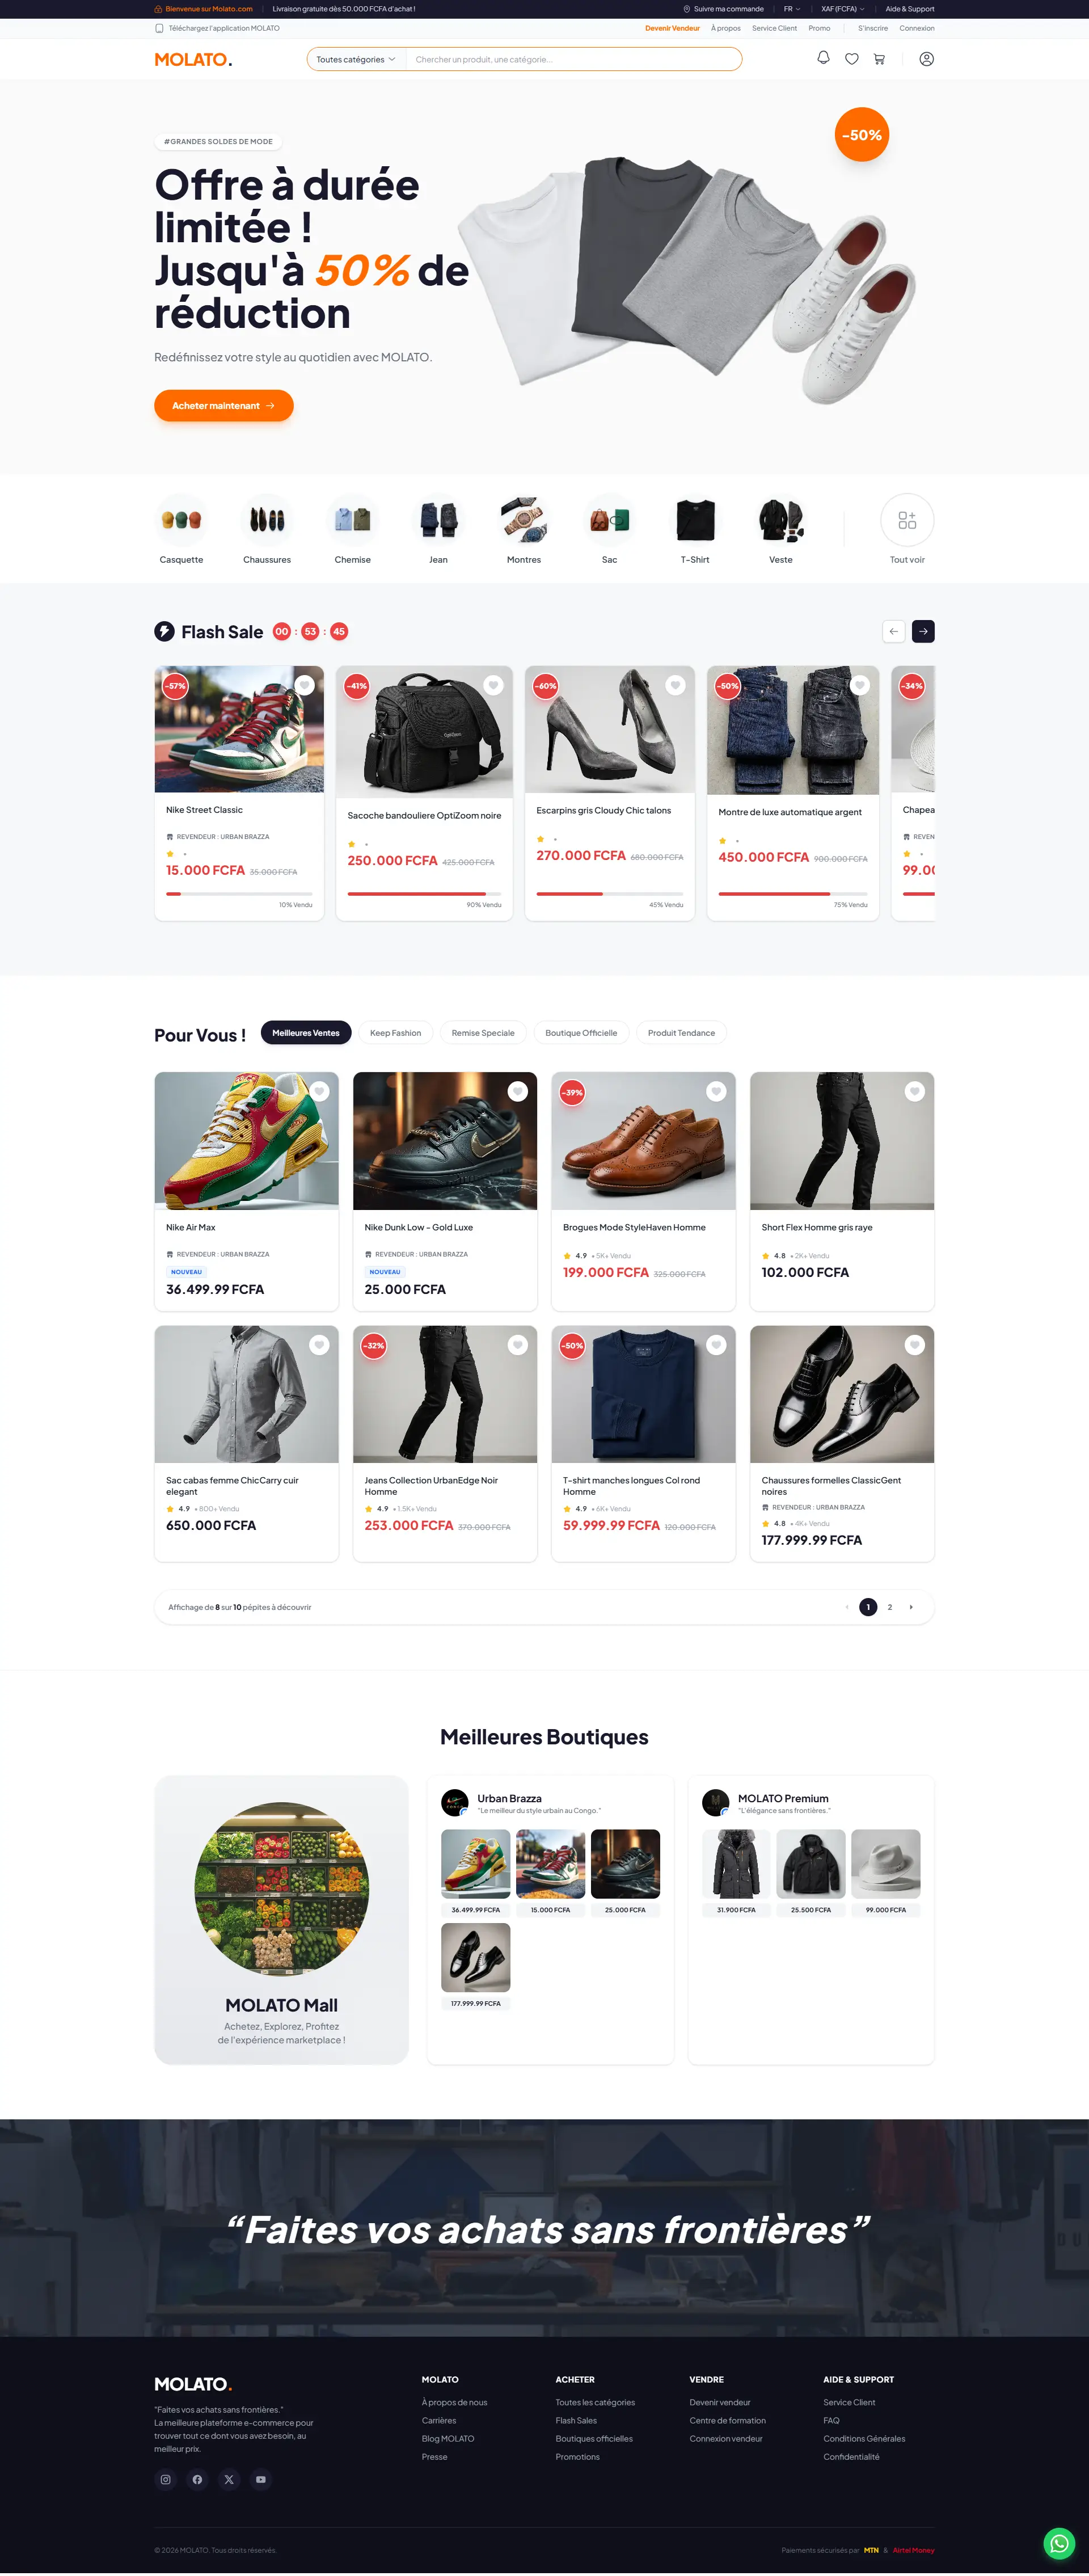 Bienvenue sur Molato.com
Livraison gratuite dès 50.000 FCFA d'achat !
Suivre ma commande
FR
XAF (FCFA)
Aide & Support
Téléchargez l'application MOLATO
Devenir Vendeur
À propos
Service Client
Promo
S'inscrire
Connexion
MOLATO.
Toutes catégories
Chercher un produit, une catégorie...
#GRANDES SOLDES DE MODE
-50%
Offre à durée
limitée !
Jusqu'à 50% de
réduction
Redéfinissez votre style au quotidien avec MOLATO.
Acheter maintenant
Casquette
Chaussures
Chemise
Jean
Montres
Sac
T-Shirt
Veste
Tout voir
Flash Sale
00 : 53 : 45
-57%
Nike Street Classic
REVENDEUR : URBAN BRAZZA
15.000 FCFA 35.000 FCFA
10% Vendu
-41%
OptiZoom
Sacoche bandouliere OptiZoom noire
250.000 FCFA 425.000 FCFA
90% Vendu
-60%
Escarpins gris Cloudy Chic talons
270.000 FCFA 680.000 FCFA
45% Vendu
-50%
Montre de luxe automatique argent
450.000 FCFA 900.000 FCFA
75% Vendu
-34%
Chapea
REVEN
99.00
Pour Vous !
Meilleures Ventes
Keep Fashion
Remise Speciale
Boutique Officielle
Produit Tendance
Nike Air Max
REVENDEUR : URBAN BRAZZA
NOUVEAU
36.499.99 FCFA
Nike Dunk Low - Gold Luxe
REVENDEUR : URBAN BRAZZA
NOUVEAU
25.000 FCFA
-39%
Brogues Mode StyleHaven Homme
4.9 • 5K+ Vendu
199.000 FCFA 325.000 FCFA
Short Flex Homme gris raye
4.8 • 2K+ Vendu
102.000 FCFA
Sac cabas femme ChicCarry cuir
elegant
4.9 • 800+ Vendu
650.000 FCFA
-32%
Jeans Collection UrbanEdge Noir
Homme
4.9 • 1.5K+ Vendu
253.000 FCFA 370.000 FCFA
-50%
T-shirt manches longues Col rond
Homme
4.9 • 6K+ Vendu
59.999.99 FCFA 120.000 FCFA
Chaussures formelles ClassicGent
noires
REVENDEUR : URBAN BRAZZA
4.8 • 4K+ Vendu
177.999.99 FCFA
Affichage de 8 sur 10 pépites à découvrir
1
2
Meilleures Boutiques
MOLATO Mall
Achetez, Explorez, Profitez
de l'expérience marketplace !
Urban Brazza
"Le meilleur du style urbain au Congo."
36.499.99 FCFA
15.000 FCFA
25.000 FCFA
177.999.99 FCFA
MOLATO Premium
"L'élégance sans frontières."
31.900 FCFA
25.500 FCFA
99.000 FCFA
“Faites vos achats sans frontières”
MOLATO.
"Faites vos achats sans frontières."
La meilleure plateforme e-commerce pour
trouver tout ce dont vous avez besoin, au
meilleur prix.
MOLATO
À propos de nous
Carrières
Blog MOLATO
Presse
ACHETER
Toutes les catégories
Flash Sales
Boutiques officielles
Promotions
VENDRE
Devenir vendeur
Centre de formation
Connexion vendeur
AIDE & SUPPORT
Service Client
FAQ
Conditions Générales
Confidentialité
© 2026 MOLATO. Tous droits réservés.
Paiements sécurisés par MTN & Airtel Money